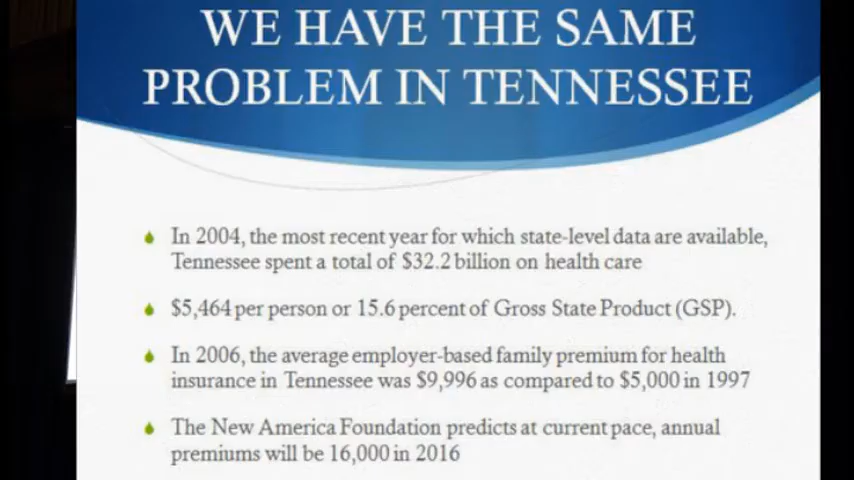 WE HAVE THE SAME
PROBLEM IN TENNESSEE
In 2004, the most recent year for which state-level data are available,
Tennessee spent a total of $32.2 billion on health care
$5,464 per person or 15.6 percent of Gross State Product (GSP).
In 2006, the average employer-based family premium for health
insurance in Tennessee was $9,996 as compared to $5,000 in 1997
The New America Foundation predicts at current pace, annual
premiums will be 16,000 in 2016